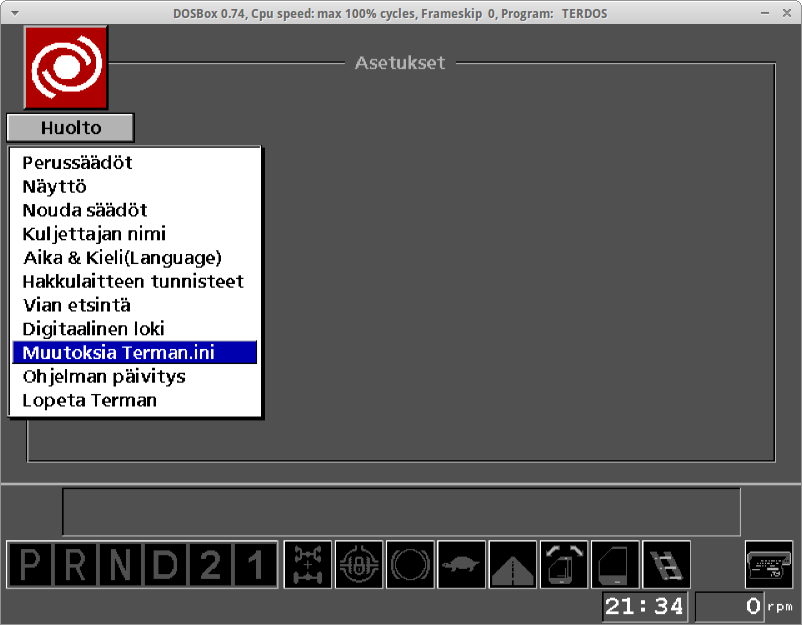 DOSBox 0.74, Cpu speed: max 100% cycles, Frameskip 0, Program: TERDOS
Asetukset
Huolto
Perussäädöt
Näyttö
Nouda säädöt
Kuljettajan nimi
Aika & Kieli(Language)
Hakkulaitteen tunnisteet
Vian etsintä
Digitaalinen loki
Muutoksia Terman.ini
Ohjelman päivitys
Lopeta Terman
P R N D 2 1
21:34 0 rpm